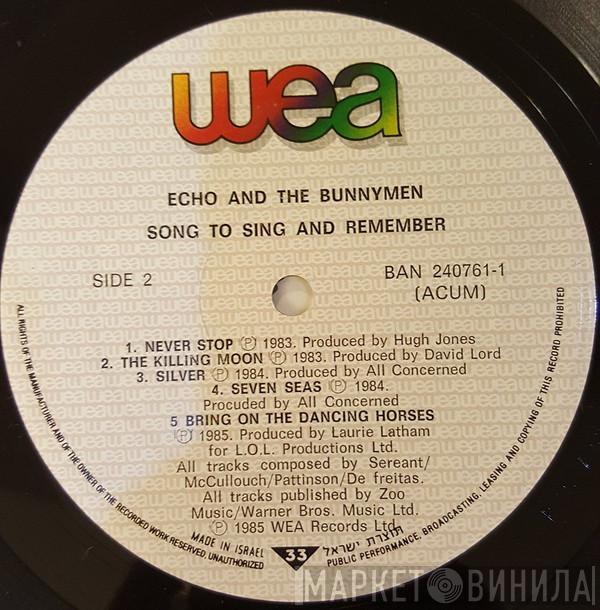 wea
ECHO AND THE BUNNYMEN
SONG TO SING AND REMEMBER
SIDE 2
BAN 240761-1
(ACUM)
1. NEVER STOP Ⓟ 1983. Produced by Hugh Jones
2. THE KILLING MOON Ⓟ 1983. Produced by David Lord
3. SILVER Ⓟ 1984. Produced by All Concerned
4. SEVEN SEAS Ⓟ 1984.
Procuded by All Concerned
5 BRING ON THE DANCING HORSES
Ⓟ 1985. Produced by Laurie Latham
for L.O.L. Productions Ltd.
All tracks composed by Sereant/
McCullouch/Pattinson/De freitas.
All tracks published by Zoo
Music/Warner Bros. Music Ltd.
Ⓟ 1985 WEA Records Ltd.
MADE IN ISRAEL
33
תוצרת ישראל
ALL RIGHTS OF THE MANUFACTURER AND OF THE OWNER OF THE RECORDED WORK RESERVED, UNAUTHORIZED
PUBLIC PERFORMANCE, BROADCASTING, LEASING AND COPYING OF THIS RECORD PROHIBITED
МАРКЕТ ВИНИЛА